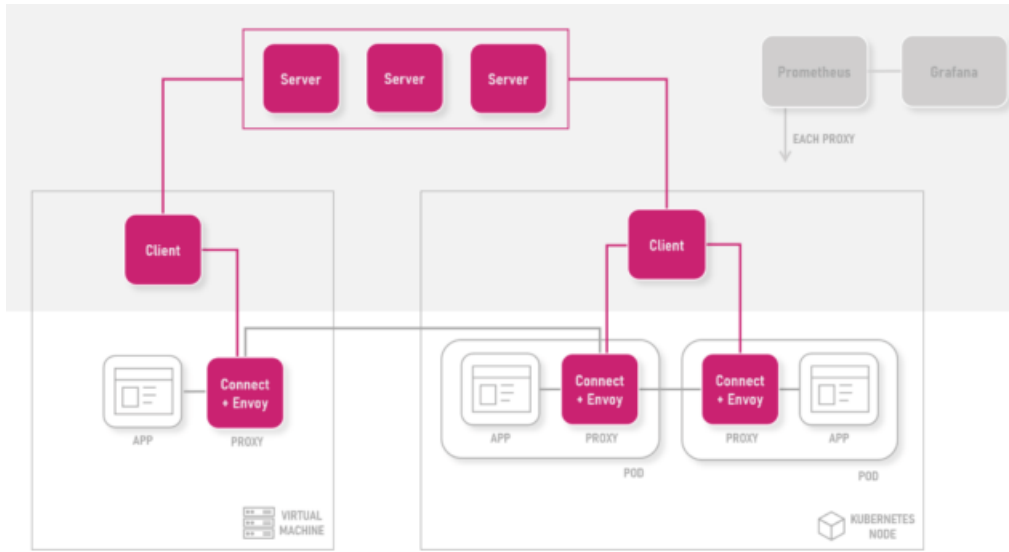 Server
Server
Server
Prometheus
Grafana
EACH PROXY
Client
Client
Connect
+ Envoy
APP
PROXY
Connect
+ Envoy
APP
PROXY
POD
Connect
+ Envoy
PROXY
APP
POD
VIRTUAL
MACHINE
KUBERNETES
NODE